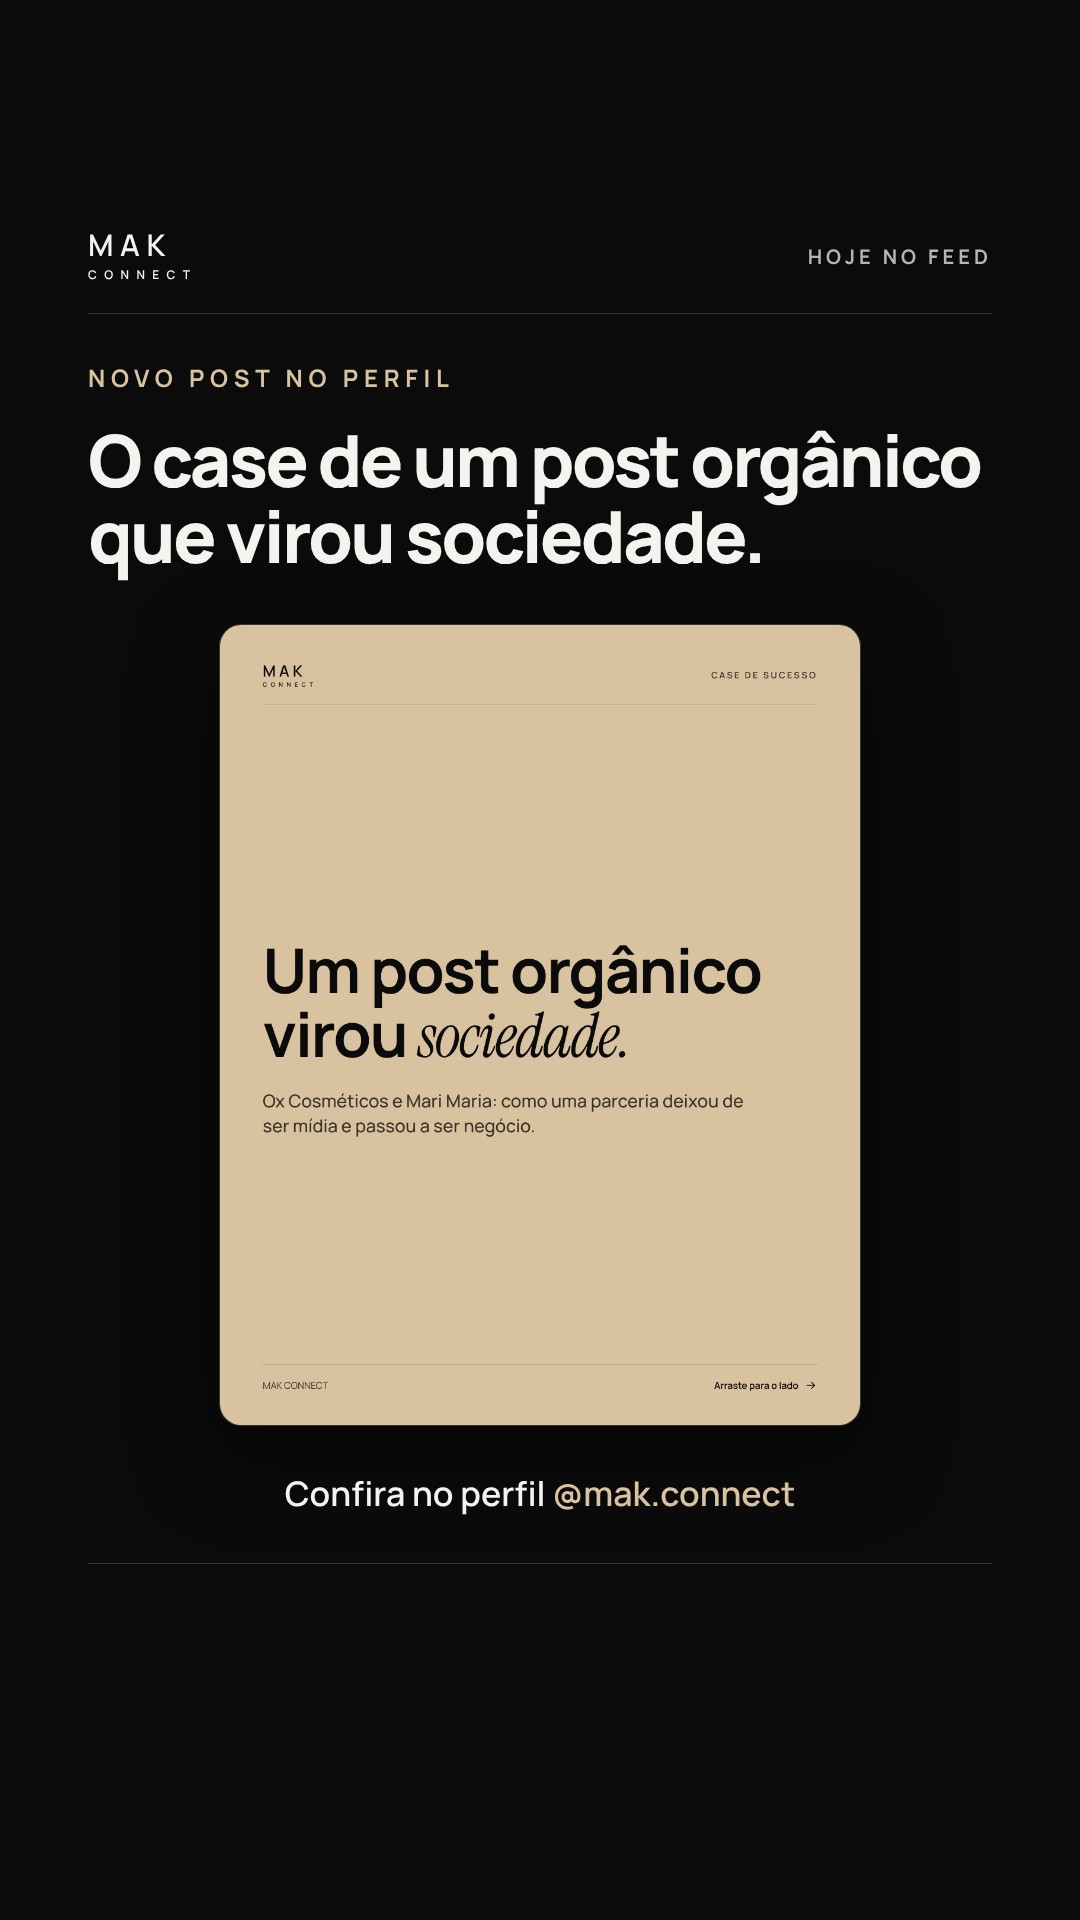 MAK
CONNECT
HOJE NO FEED
NOVO POST NO PERFIL
O case de um post orgânico
que virou sociedade.
MAK
CONNECT
CASE DE SUCESSO
Um post orgânico
virou sociedade.
Ox Cosméticos e Mari Maria: como uma parceria deixou de
ser mídia e passou a ser negócio.
MAK CONNECT
Arraste para o lado →
Confira no perfil @mak.connect